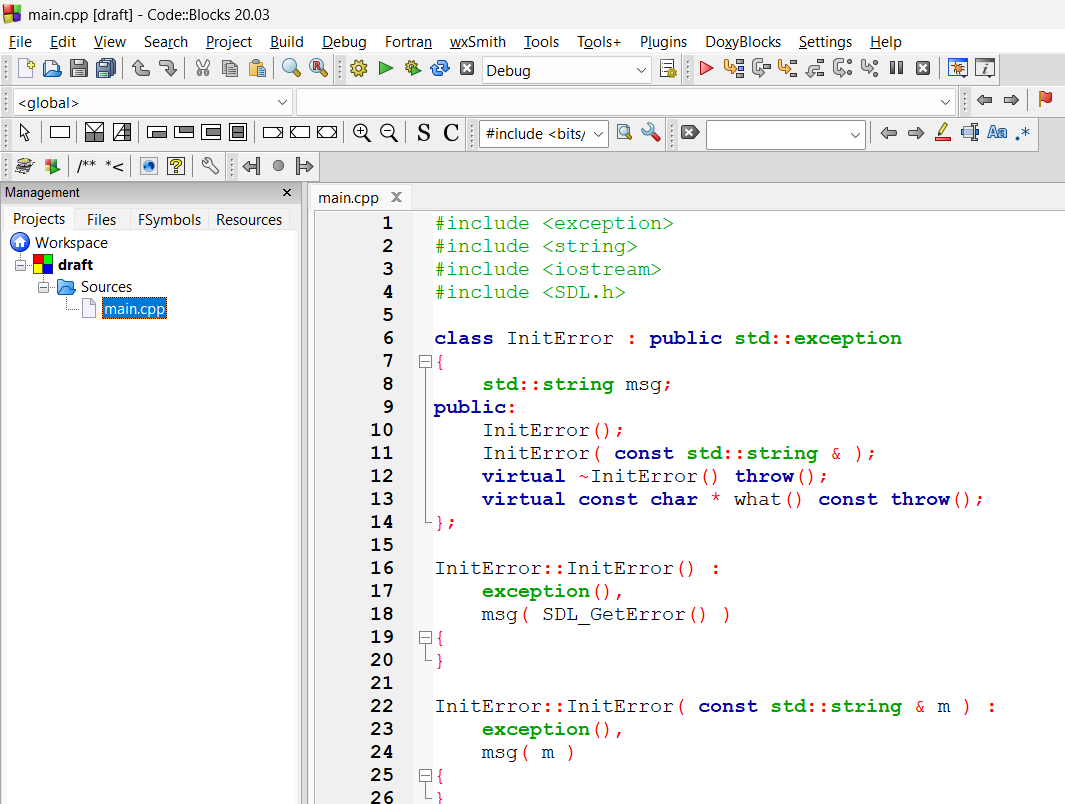 main.cpp [draft] - Code::Blocks 20.03
File Edit View Search Project Build Debug Fortran wxSmith Tools Tools+ Plugins DoxyBlocks Settings Help
Debug
<global>
S C #include <bits/ Aa .*
/** *<
Management
Projects Files FSymbols Resources
Workspace
draft
Sources
main.cpp
main.cpp
1 #include <exception>
2 #include <string>
3 #include <iostream>
4 #include <SDL.h>
5
6 class InitError : public std::exception
7 {
8 std::string msg;
9 public:
10 InitError();
11 InitError( const std::string & );
12 virtual ~InitError() throw();
13 virtual const char * what() const throw();
14 };
15
16 InitError::InitError() :
17 exception(),
18 msg( SDL_GetError() )
19 {
20 }
21
22 InitError::InitError( const std::string & m ) :
23 exception(),
24 msg( m )
25 {
26 }